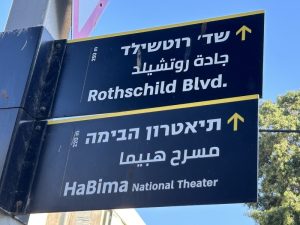 שד' רוטשילד
جادة روتشيلد
Rothschild Blvd.
תיאטרון הבימה
مسرح هبيما
HaBima National Theater